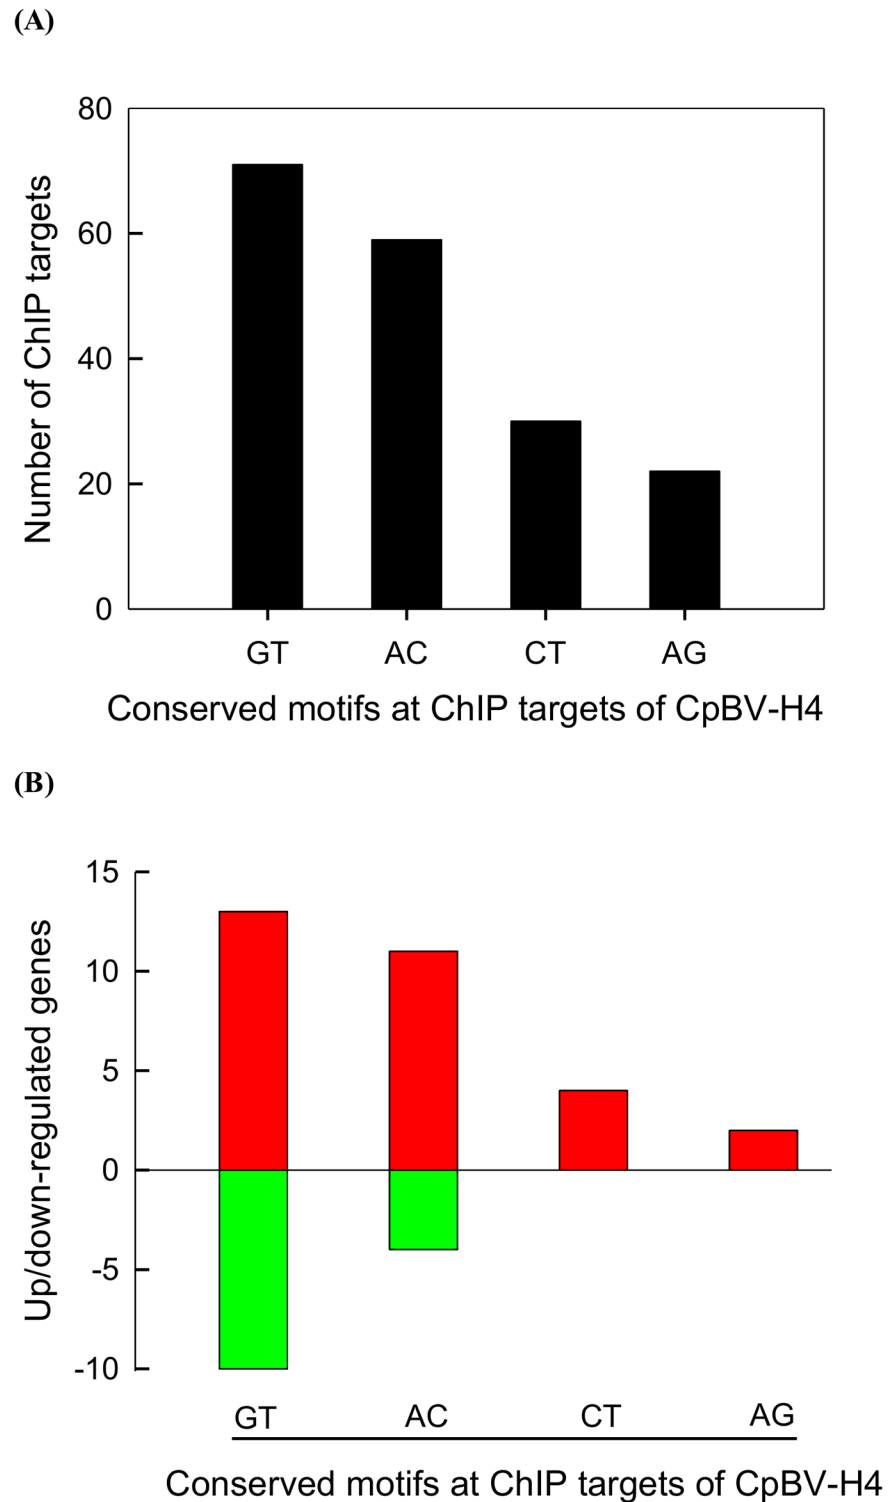 (A)
80
60
40
20
0
Number of ChIP targets
GT AC CT AG
Conserved motifs at ChIP targets of CpBV-H4
(B)
15
10
5
0
-5
-10
Up/down-regulated genes
GT AC CT AG
Conserved motifs at ChIP targets of CpBV-H4